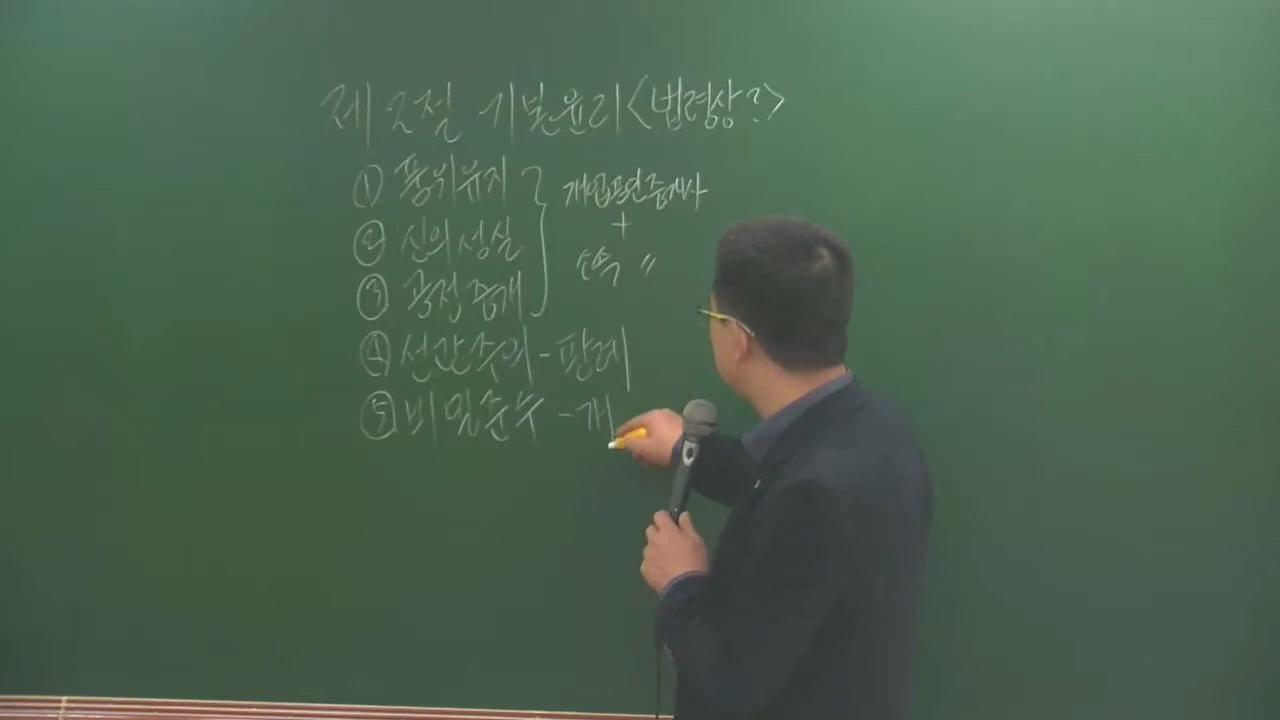 제 2절 기본윤리<법령상?>
① 품위유지
② 신의성실
③ 공정중개
개업공인중개사
+
소속 〃
④ 선관주의 - 판례
⑤ 비밀준수 - 개